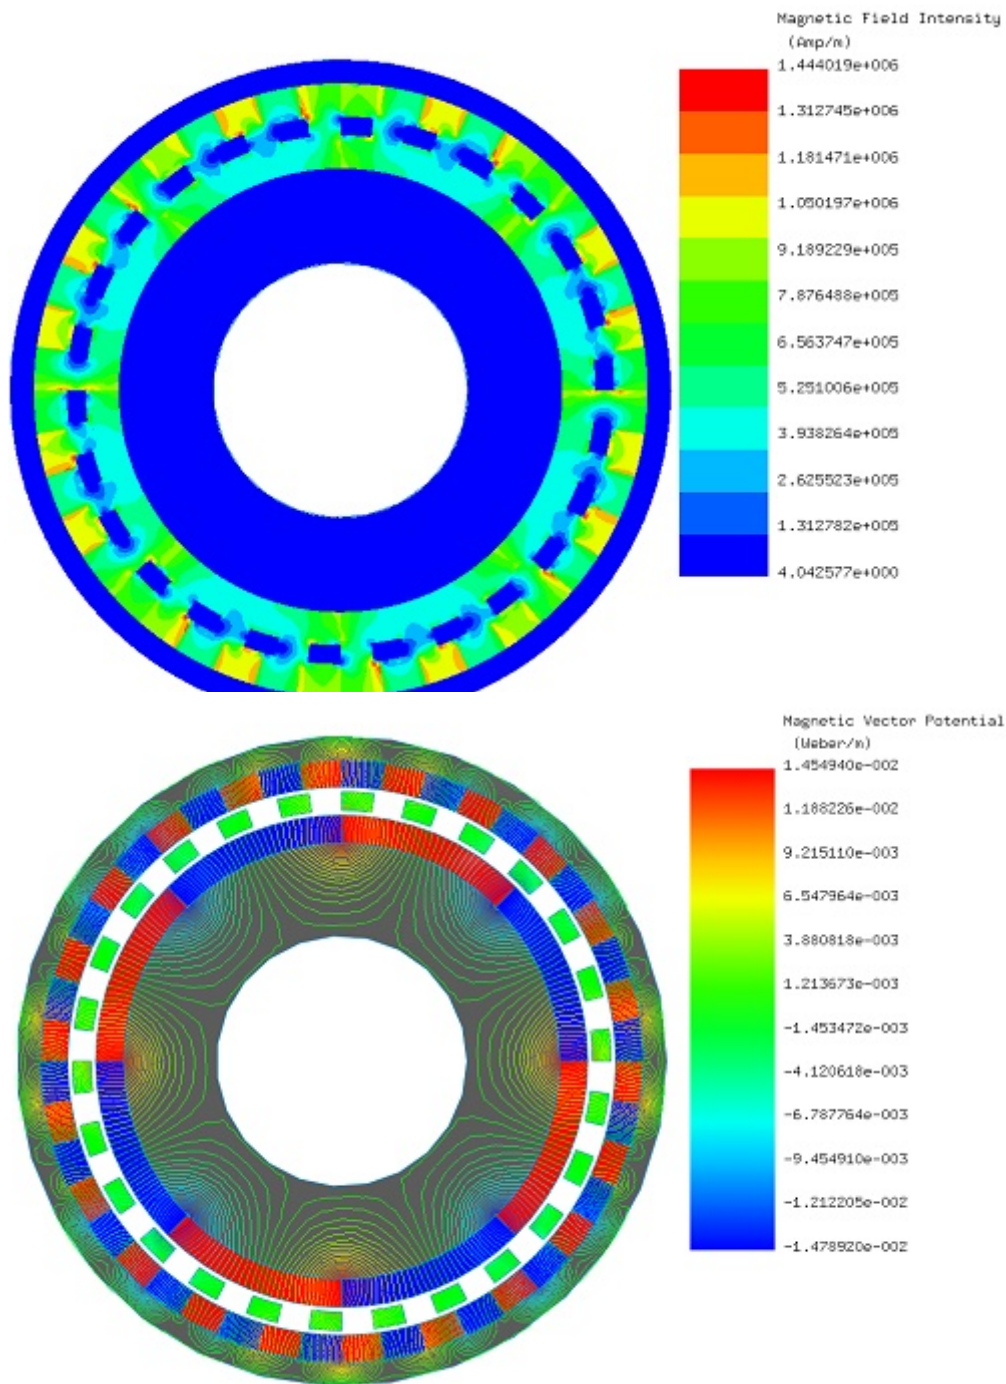 Magnetic Field Intensity
(Amp/m)
1.444019e+006
1.312745e+006
1.181471e+006
1.050197e+006
9.189229e+005
7.876488e+005
6.563747e+005
5.251006e+005
3.938264e+005
2.625523e+005
1.312782e+005
4.042577e+000
Magnetic Vector Potential
(Weber/m)
1.454940e-002
1.188226e-002
9.215110e-003
6.547964e-003
3.880818e-003
1.213673e-003
-1.453472e-003
-4.120618e-003
-6.787764e-003
-9.454910e-003
-1.212205e-002
-1.478920e-002